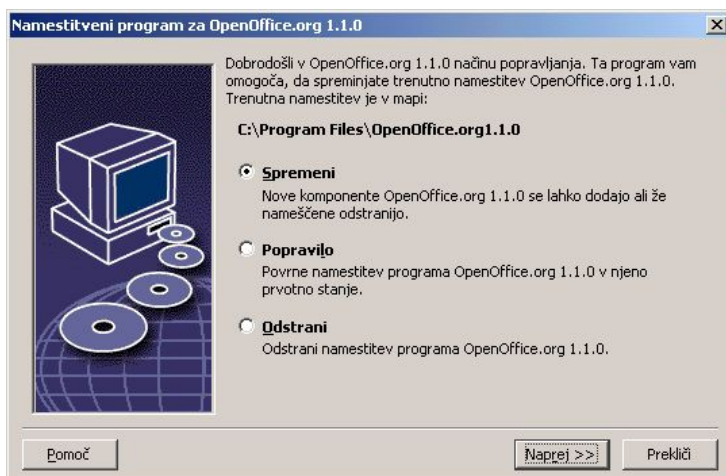 Namestitveni program za OpenOffice.org 1.1.0
Dobrodošli v OpenOffice.org 1.1.0 načinu popravljanja. Ta program vam
omogoča, da spreminjate trenutno namestitev OpenOffice.org 1.1.0.
Trenutna namestitev je v mapi:
C:\Program Files\OpenOffice.org1.1.0
Spremeni
Nove komponente OpenOffice.org 1.1.0 se lahko dodajo ali že
nameščene odstranijo.
Popravilo
Povrne namestitev programa OpenOffice.org 1.1.0 v njeno
prvotno stanje.
Odstrani
Odstrani namestitev programa OpenOffice.org 1.1.0.
Pomoč
Naprej >>
Prekliči